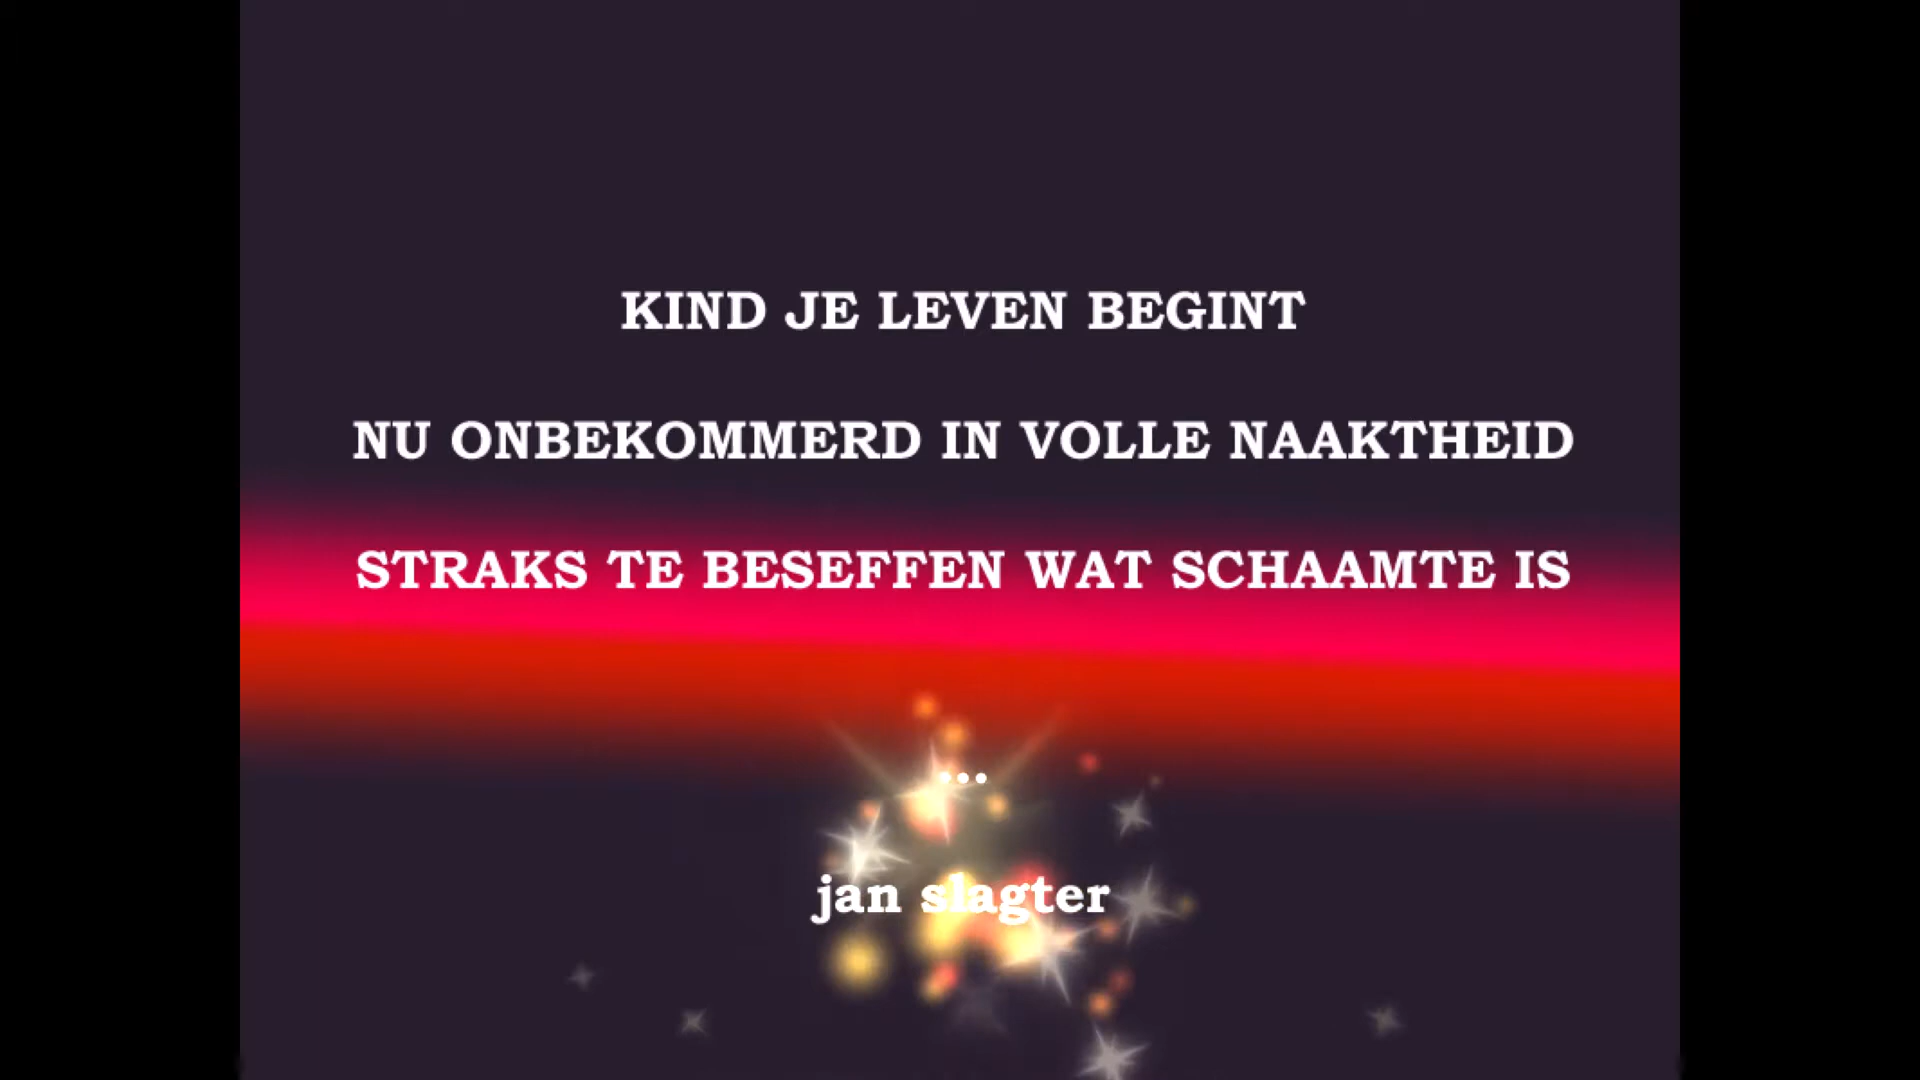 KIND JE LEVEN BEGINT
NU ONBEKOMMERD IN VOLLE NAAKTHEID
STRAKS TE BESEFFEN WAT SCHAAMTE IS
...
jan slagter